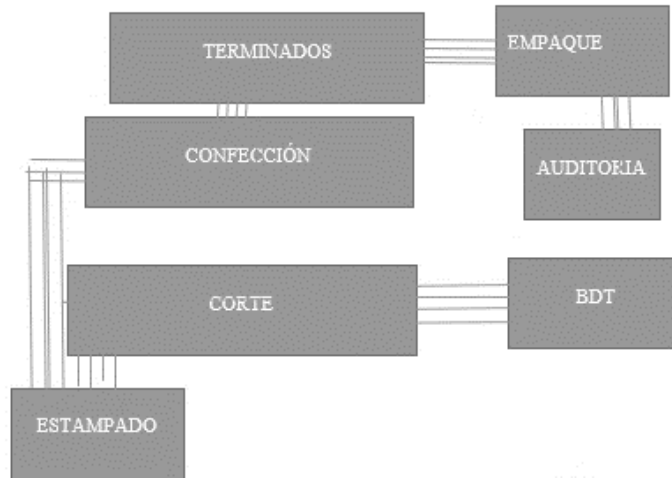 TERMINADOS
EMPAQUE
CONFECCIÓN
AUDITORIA
CORTE
BDT
ESTAMPADO